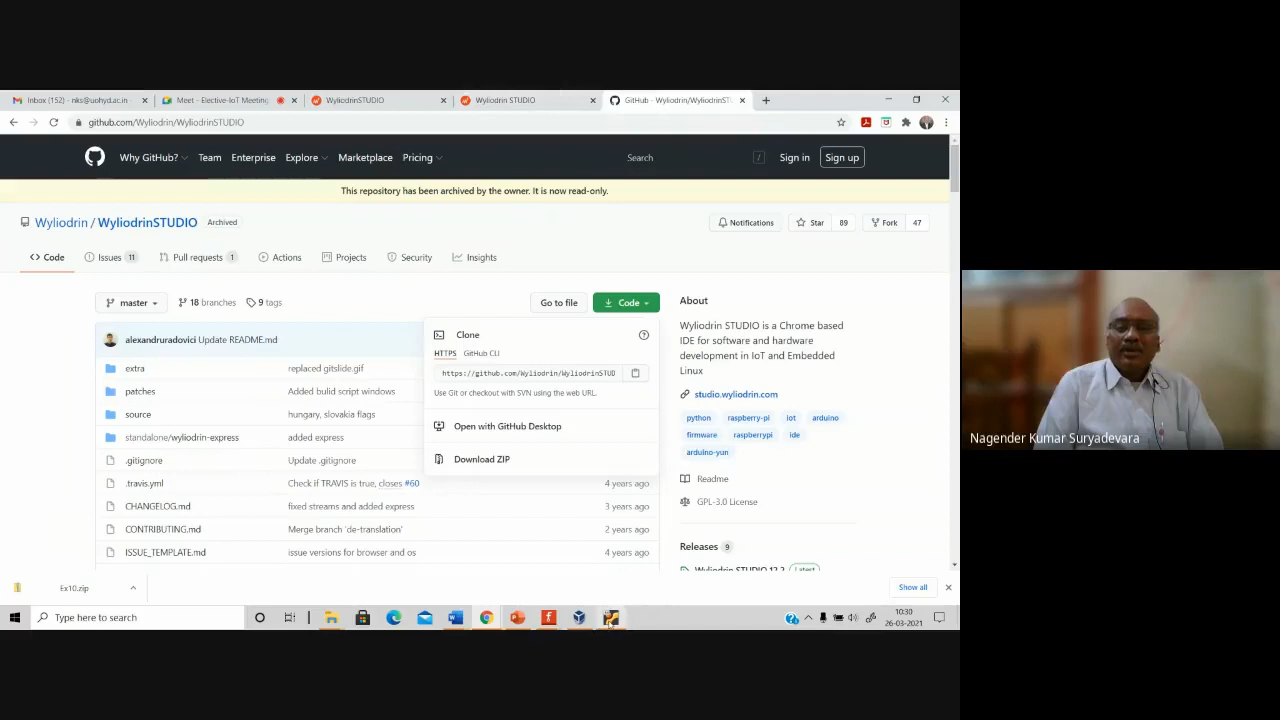 Inbox (152) - nks@uohyd.ac.in
Meet - Elective-IoT Meeting
WyliodrinSTUDIO
Wyliodrin STUDIO
GitHub - Wyliodrin/WyliodrinST
github.com/Wyliodrin/WyliodrinSTUDIO
Why GitHub?
Team
Enterprise
Explore
Marketplace
Pricing
Search
/
Sign in
Sign up
This repository has been archived by the owner. It is now read-only.
Wyliodrin / WyliodrinSTUDIO
Archived
Notifications
Star 89
Fork 47
Code
Issues 11
Pull requests 1
Actions
Projects
Security
Insights
master
18 branches
9 tags
Go to file
Code
alexandruradovici Update README.md
extra
replaced gitslide.gif
patches
Added bulid script windows
source
hungary, slovakia flags
standalone/wyliodrin-express
added express
.gitignore
Update .gitignore
.travis.yml
Check if TRAVIS is true, closes #60
4 years ago
CHANGELOG.md
fixed streams and added express
3 years ago
CONTRIBUTING.md
Merge branch 'de-translation'
2 years ago
ISSUE_TEMPLATE.md
issue versions for browser and os
4 years ago
Clone
HTTPS
GitHub CLI
https://github.com/Wyliodrin/WyliodrinSTUD
Use Git or checkout with SVN using the web URL.
Open with GitHub Desktop
Download ZIP
About
Wyliodrin STUDIO is a Chrome based
IDE for software and hardware
development in IoT and Embedded
Linux
studio.wyliodrin.com
python
raspberry-pi
iot
arduino
firmware
raspberrypi
ide
arduino-yun
Readme
GPL-3.0 License
Releases 9
Wyliodrin STUDIO
Latest
Ex10.zip
Show all
Type here to search
10:30
26-03-2021
Nagender Kumar Suryadevara